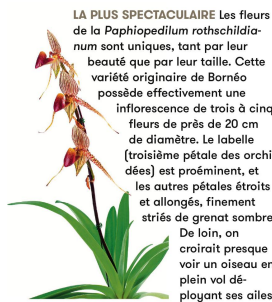 LA PLUS SPECTACULAIRE Les fleurs
de la Paphiopedilum rothschildia-
num sont uniques, tant par leur
beauté que par leur taille. Cette
variété originaire de Bornéo
possède effectivement une
inflorescence de trois à cinq
fleurs de près de 20 cm
de diamètre. Le labelle
(troisième pétale des orchi-
dées) est proéminent, et
les autres pétales étroits
et allongés, finement
striés de grenat sombre.
De loin, on
croirait presque
voir un oiseau en
plein vol dé-
ployant ses ailes.